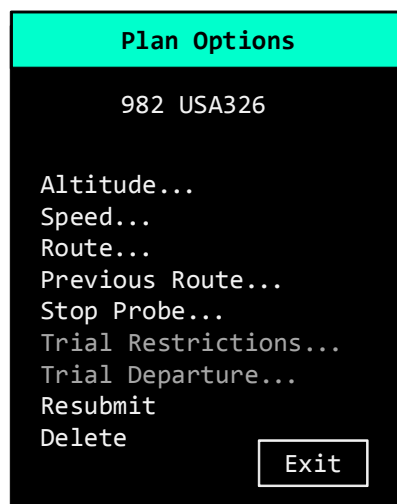 Plan Options
982 USA326
Altitude...
Speed...
Route...
Previous Route...
Stop Probe...
Trial Restrictions...
Trial Departure...
Resubmit
Delete
Exit